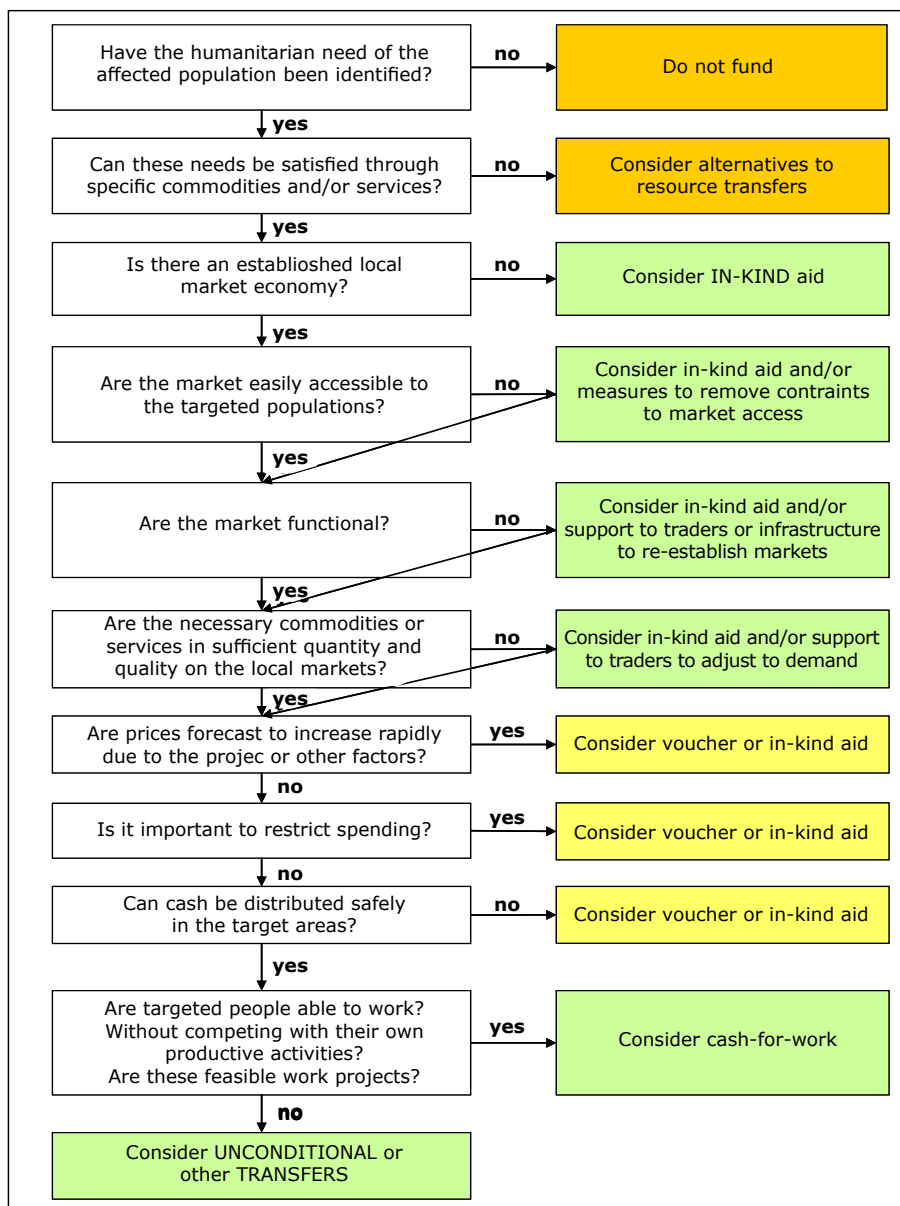 Have the humanitarian need of the
affected population been identified?
no
Do not fund
yes
Can these needs be satisfied through
specific commodities and/or services?
no
Consider alternatives to
resource transfers
yes
Is there an establioshed local
market economy?
no
Consider IN-KIND aid
yes
Are the market easily accessible to
the targeted populations?
no
Consider in-kind aid and/or
measures to remove contraints
to market access
yes
Are the market functional?
no
Consider in-kind aid and/or
support to traders or infrastructure
to re-establish markets
yes
Are the necessary commodities or
services in sufficient quantity and
quality on the local markets?
no
Consider in-kind aid and/or support
to traders to adjust to demand
yes
Are prices forecast to increase rapidly
due to the projec or other factors?
yes
Consider voucher or in-kind aid
no
Is it important to restrict spending?
yes
Consider voucher or in-kind aid
no
Can cash be distributed safely
in the target areas?
no
Consider voucher or in-kind aid
yes
Are targeted people able to work?
Without competing with their own
productive activities?
Are these feasible work projects?
yes
Consider cash-for-work
no
Consider UNCONDITIONAL or
other TRANSFERS